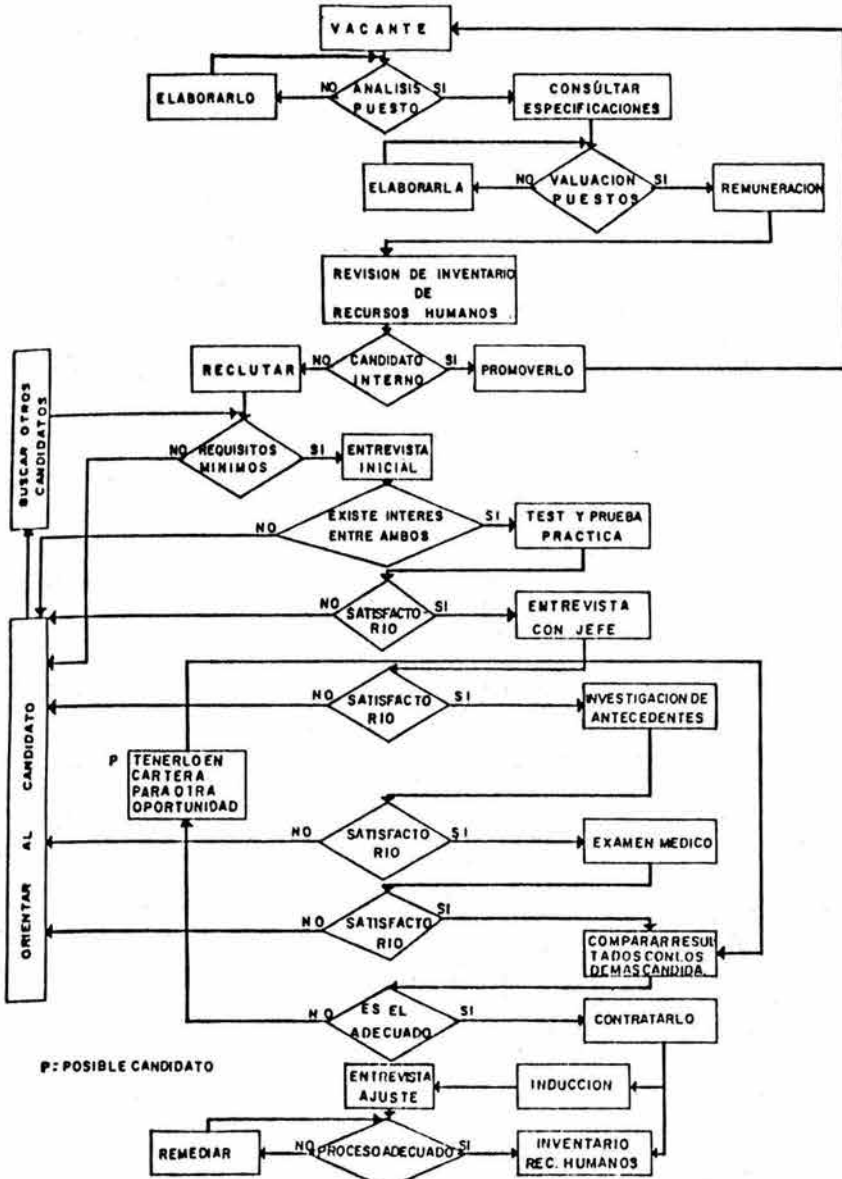 VACANTE
ELABORARLO
NO
ANALISIS
PUESTO
SI
CONSÚLTAR
ESPECIFICACIONES
ELABORARLA
NO
VALUACION
PUESTOS
SI
REMUNERACION
REVISION DE INVENTARIO
DE
RECURSOS HUMANOS
RECLUTAR
NO
CANDIDATO
INTERNO
SI
PROMOVERLO
BUSCAR OTROS
CANDIDATOS
NO
REQUISITOS
MINIMOS
SI
ENTREVISTA
INICIAL
NO
EXISTE INTERES
ENTRE AMBOS
SI
TEST Y PRUEBA
PRACTICA
NO
SATISFACTO-
RIO
SI
ENTREVISTA
CON JEFE
ORIENTAR AL CANDIDATO
NO
SATISFACTO
RIO
SI
INVESTIGACION DE
ANTECEDENTES
P
TENERLO EN
CARTERA
PARA OTRA
OPORTUNIDAD
NO
SATISFACTO
RIO
SI
EXAMEN MEDICO
NO
SATISFACTO
RIO
SI
COMPARAR RESUL
TADOS CON LOS
DEMAS CANDIDA.
NO
ES EL
ADECUADO
SI
CONTRATARLO
P: POSIBLE CANDIDATO
ENTREVISTA
AJUSTE
INDUCCION
REMEDIAR
NO
PROCESO ADECUADO
SI
INVENTARIO
REC. HUMANOS